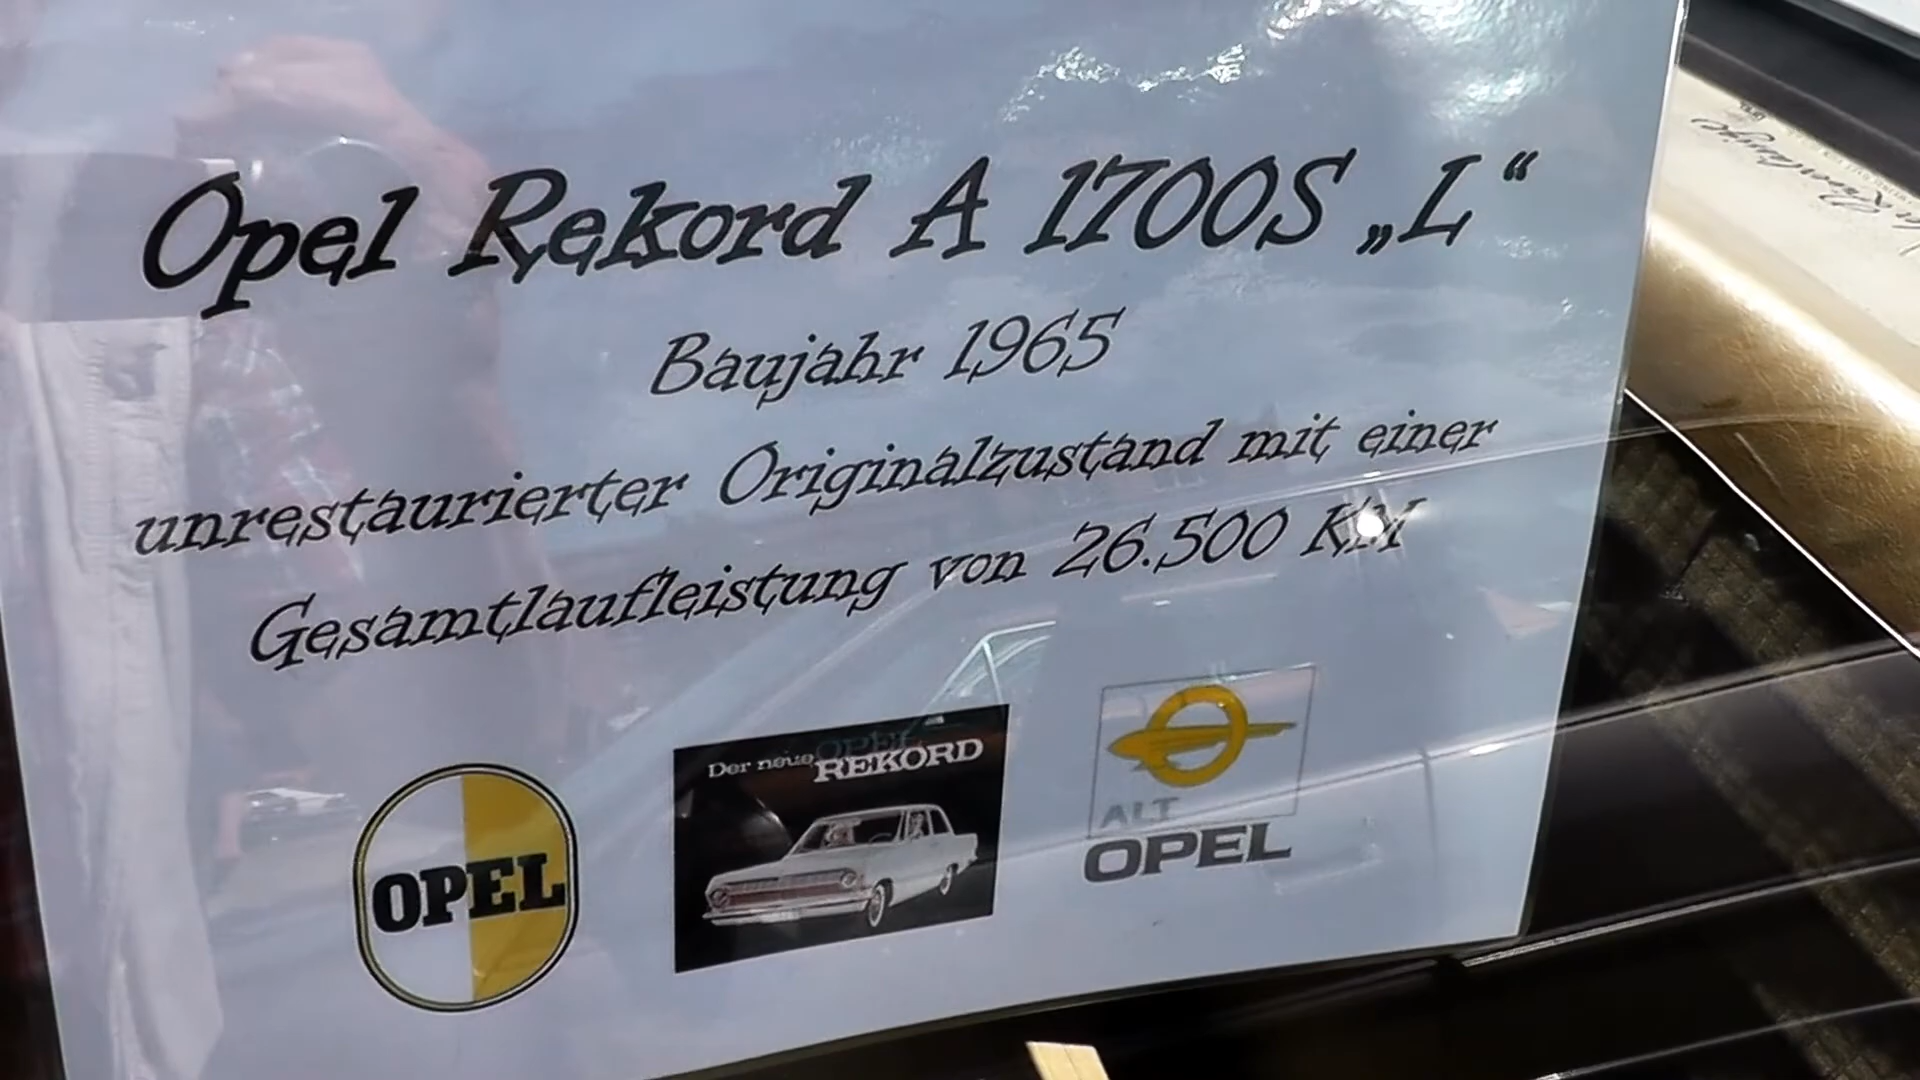 Opel Rekord A 1700S „L“
Baujahr 1965
unrestaurierter Originalzustand mit einer
Gesamtlaufleistung von 26.500 KM
OPEL
Der neue OPEL
REKORD
ALT
OPEL